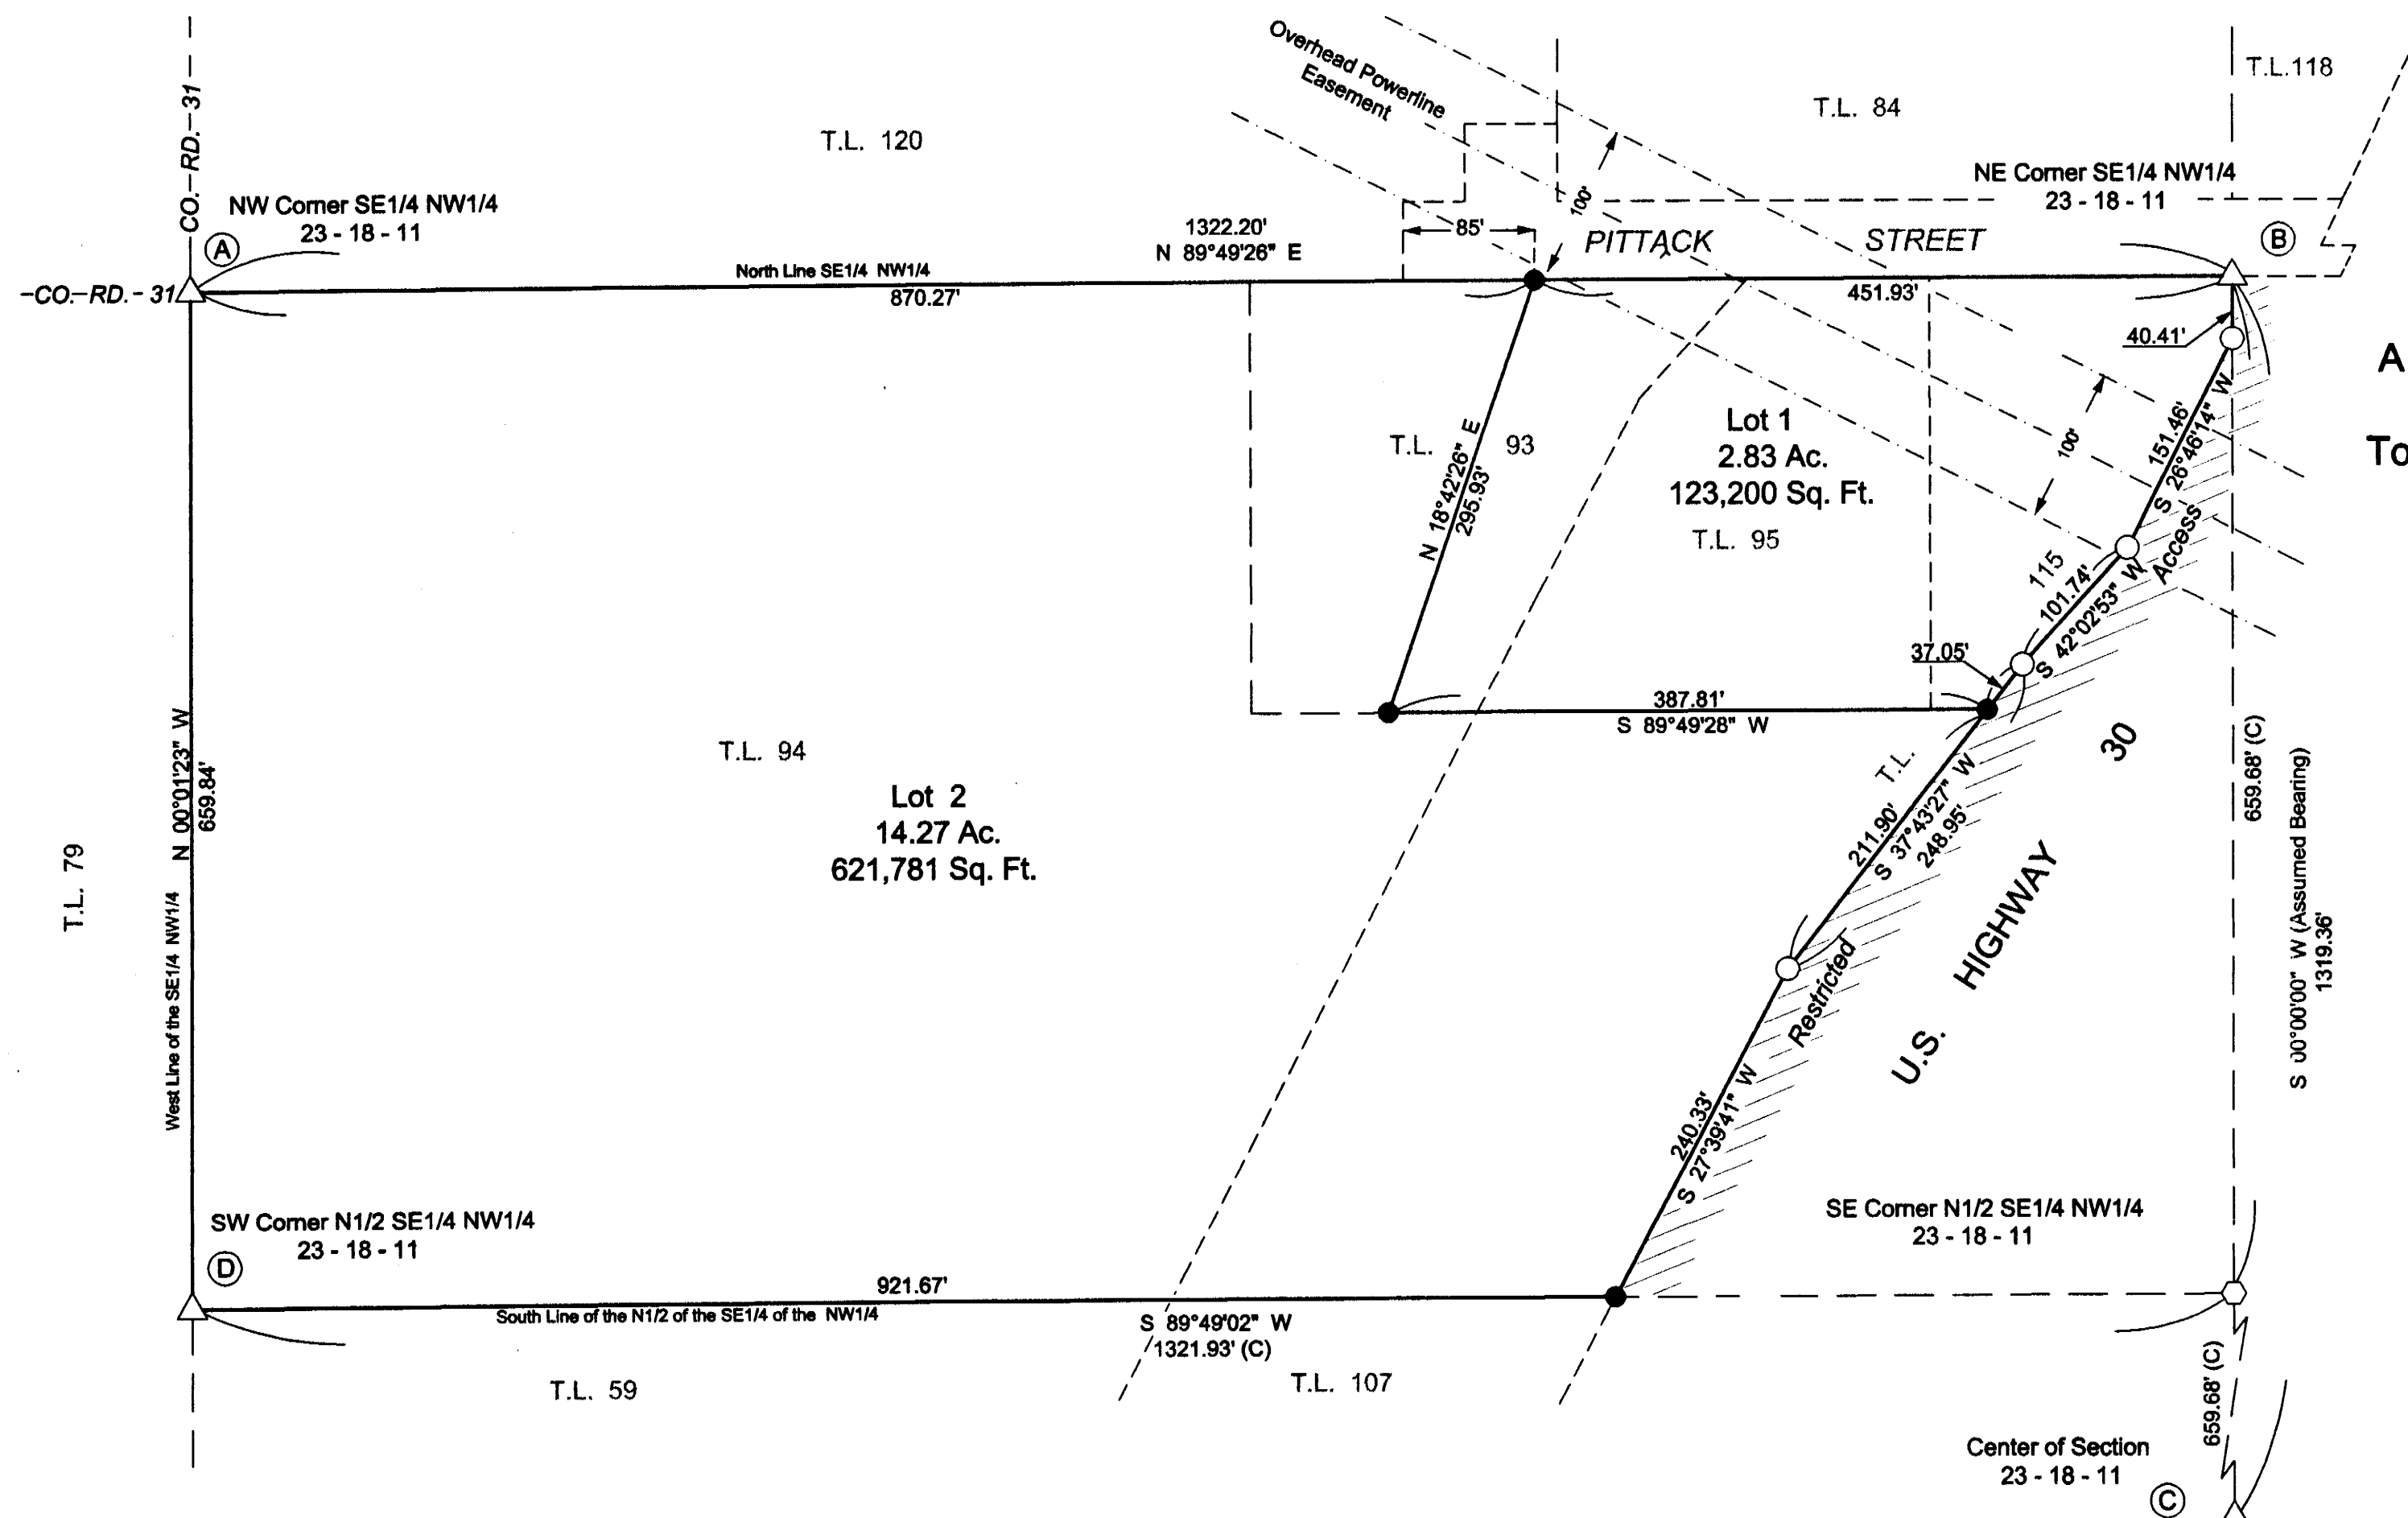 Overhead Powerline
Easement
T.L. 118
T.L. 84
T.L. 120
CO. RD. 31
NW Corner SE1/4 NW1/4
23 - 18 - 11
A
NE Corner SE1/4 NW1/4
23 - 18 - 11
B
1322.20'
N 89°49'26" E
85'
100'
PITTACK STREET
-CO. RD. - 31
North Line SE1/4 NW1/4
870.27'
451.93'
40.41'
A
To
Lot 1
2.83 Ac.
123,200 Sq. Ft.
T.L. 93
T.L. 95
N 18°42'26" E
295.93'
151.46'
S 26°46'14" W
100'
Access
115
101.74'
S 42°02'53" W
37.05'
387.81'
S 89°49'28" W
T.L.
211.90'
S 37°43'27" W
248.95'
30
HIGHWAY
U.S.
Restricted
240.33'
S 27°39'41" W
659.68' (C)
S 00°00'00" W (Assumed Bearing)
1319.36'
T.L. 94
Lot 2
14.27 Ac.
621,781 Sq. Ft.
N 00°01'23" W
659.84'
West Line of the SE1/4 NW1/4
T.L. 79
SW Corner N1/2 SE1/4 NW1/4
23 - 18 - 11
D
SE Corner N1/2 SE1/4 NW1/4
23 - 18 - 11
921.67'
South Line of the N1/2 of the SE1/4 of the NW1/4
S 89°49'02" W
1321.93' (C)
T.L. 59
T.L. 107
659.68' (C)
Center of Section
23 - 18 - 11
C